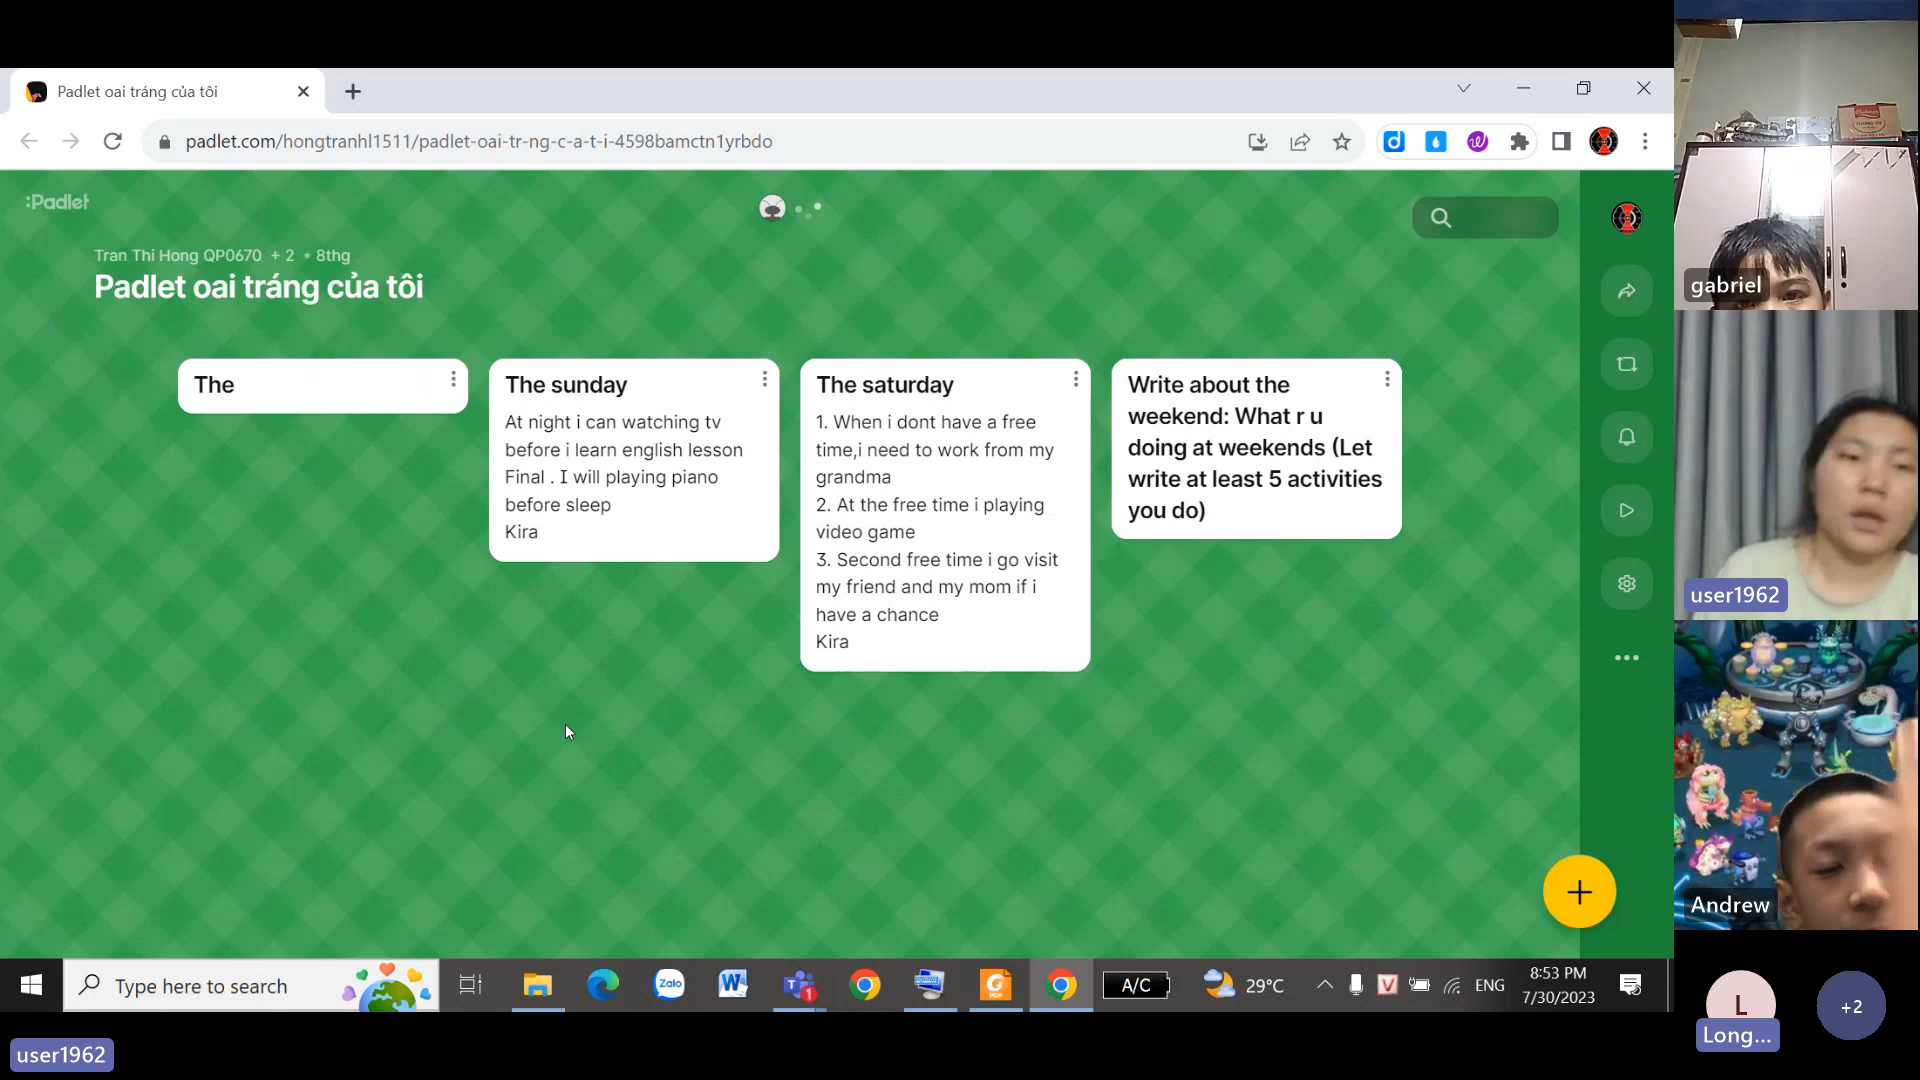 Padlet oai tráng của tôi
padlet.com/hongtranhl1511/padlet-oai-tr-ng-c-a-t-i-4598bamctn1yrbdo
:Padlet
Tran Thi Hong QP0670 + 2 • 8thg
Padlet oai tráng của tôi
The
The sunday
At night i can watching tv
before i learn english lesson
Final . I will playing piano
before sleep
Kira
The saturday
1. When i dont have a free
time,i need to work from my
grandma
2. At the free time i playing
video game
3. Second free time i go visit
my friend and my mom if i
have a chance
Kira
Write about the
weekend: What r u
doing at weekends (Let
write at least 5 activities
you do)
gabriel
user1962
Andrew
L
Long...
+2
Type here to search
Zalo
1
A/C
29°C
ENG
8:53 PM
7/30/2023
user1962